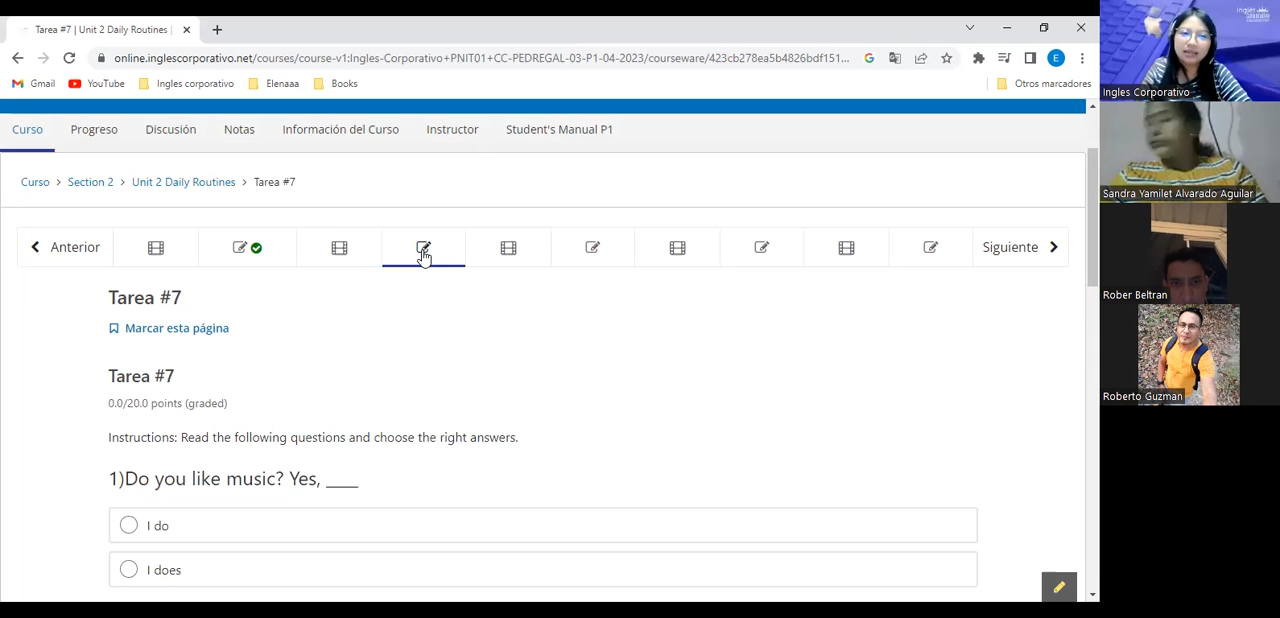 Tarea #7 | Unit 2 Daily Routines |
online.inglescorporativo.net/courses/course-v1:Ingles-Corporativo+PNIT01+CC-PEDREGAL-03-P1-04-2023/courseware/423cb278ea5b4826bdf151...
E
Gmail YouTube Ingles corporativo Elenaaa Books Otros marcadores
Curso Progreso Discusión Notas Información del Curso Instructor Student's Manual P1
Curso > Section 2 > Unit 2 Daily Routines > Tarea #7
Anterior Siguiente
Tarea #7
Marcar esta página
Tarea #7
0.0/20.0 points (graded)
Instructions: Read the following questions and choose the right answers.
1)Do you like music? Yes, ____
I do
I does
ingles
mundo
Ingles Corporativo
Sandra Yamilet Alvarado Aguilar
Rober Beltran
Roberto Guzman